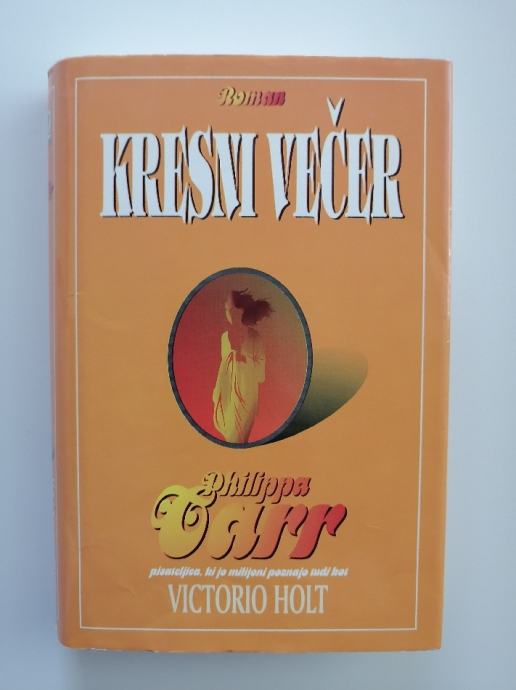 Roman
KRESNI VEČER
Philippa
Carr
pisateljica, ki jo milijoni poznajo tudi kot
VICTORIO HOLT